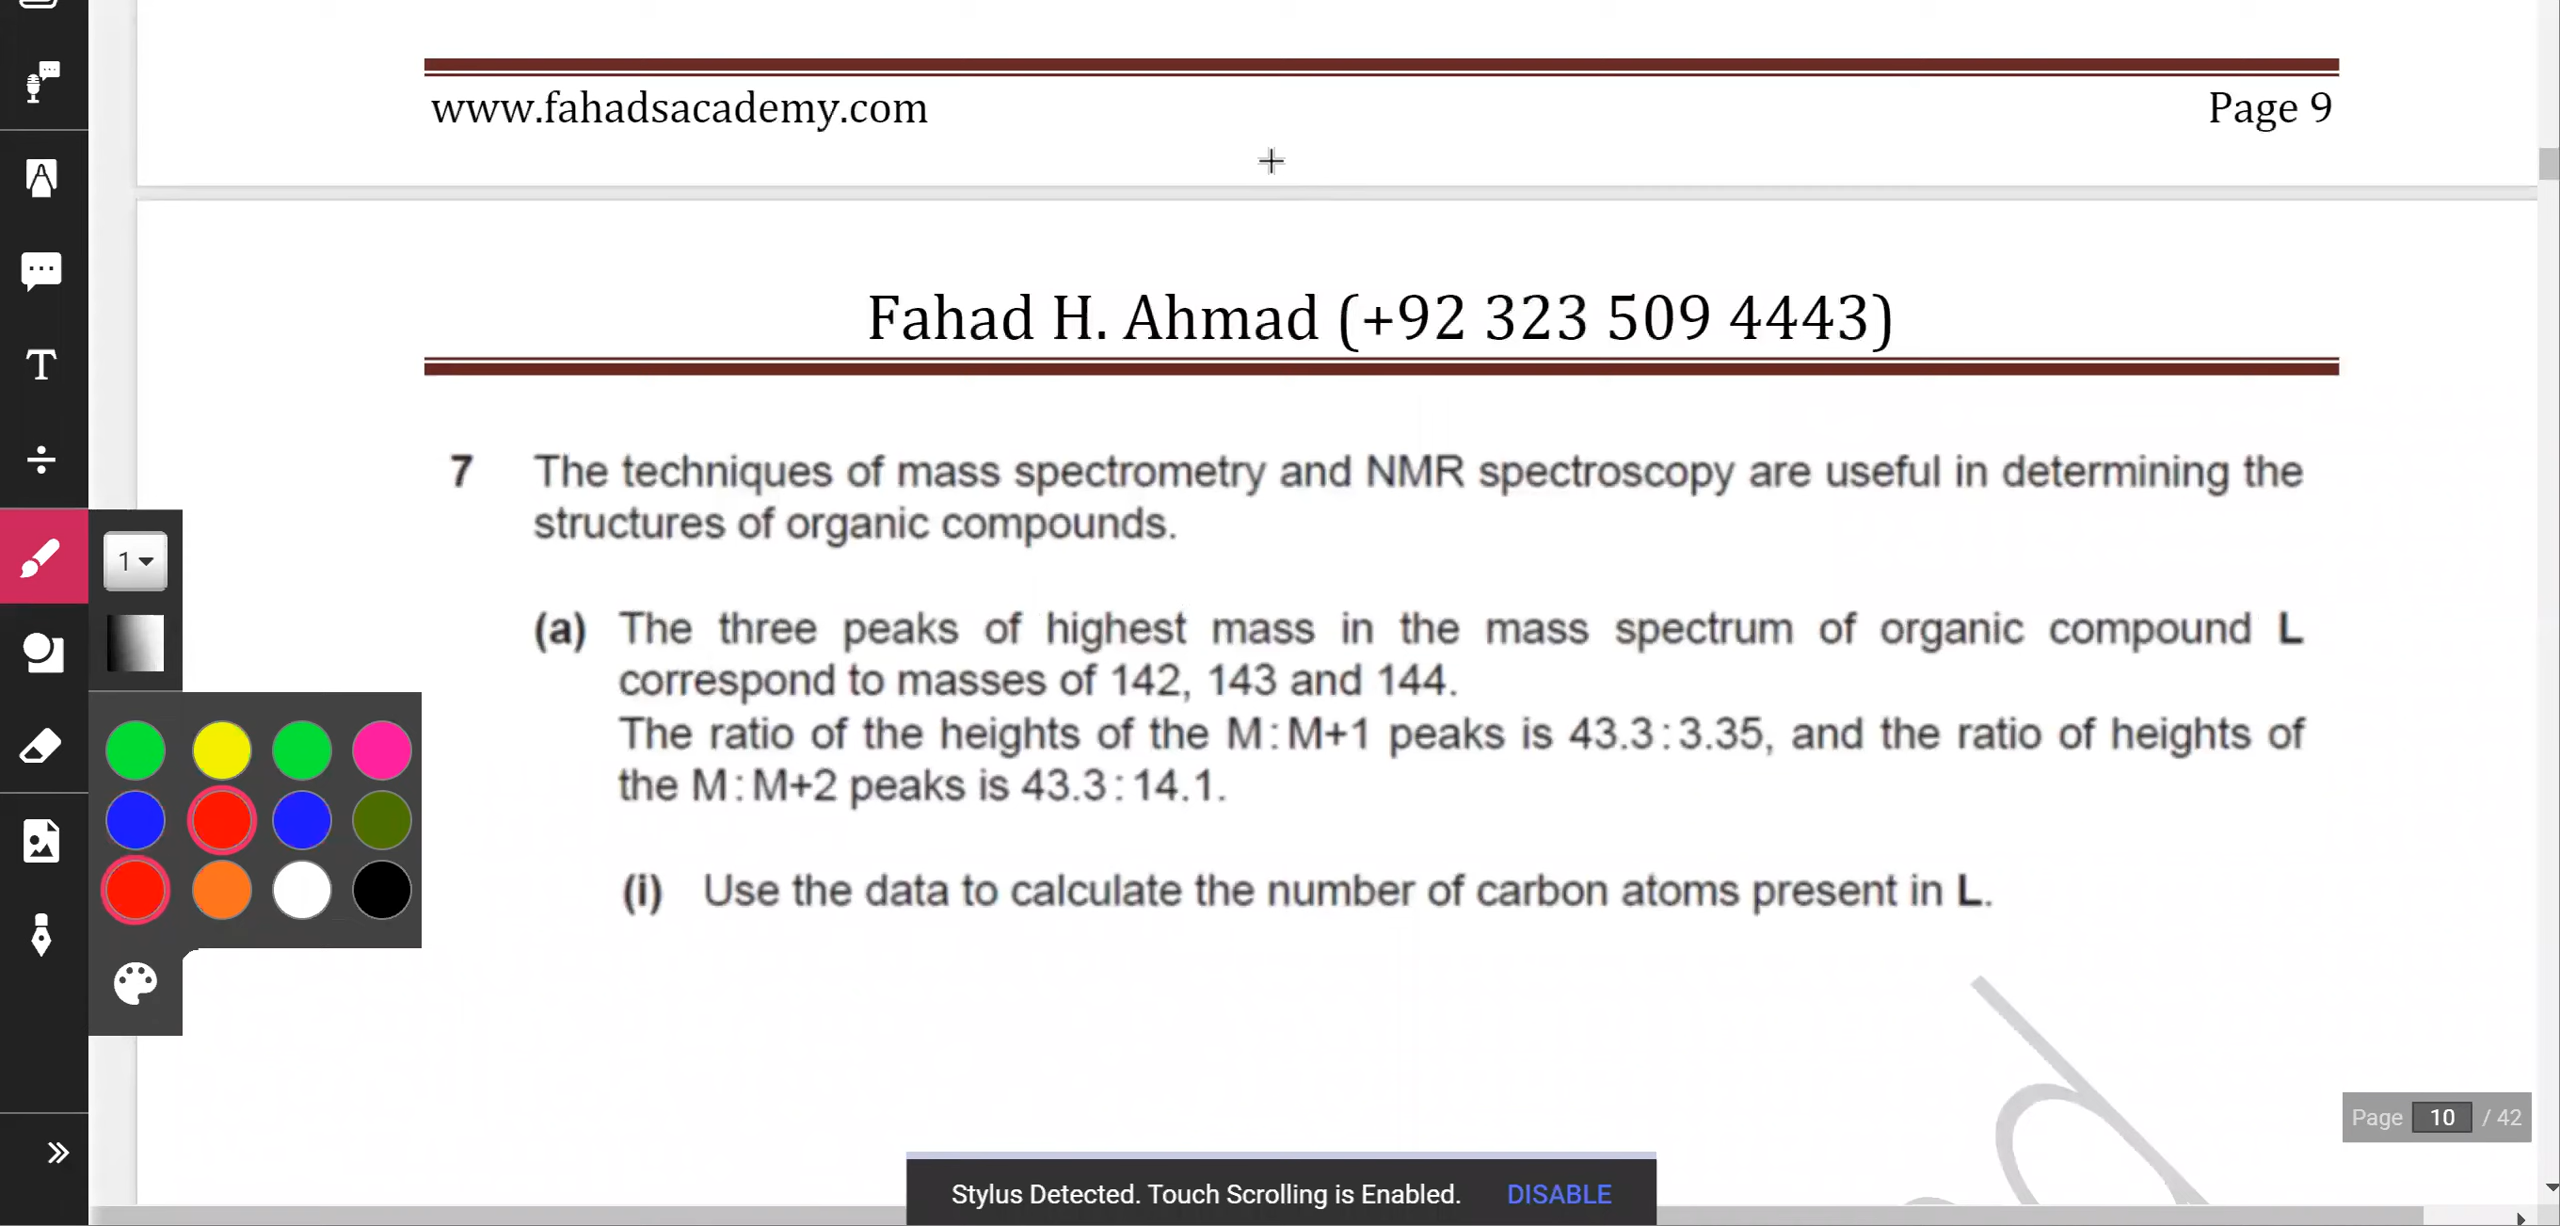 www.fahadsacademy.com Page 9
Fahad H. Ahmad (+92 323 509 4443)
7 The techniques of mass spectrometry and NMR spectroscopy are useful in determining the
structures of organic compounds.
(a) The three peaks of highest mass in the mass spectrum of organic compound L
correspond to masses of 142, 143 and 144.
The ratio of the heights of the M:M+1 peaks is 43.3:3.35, and the ratio of heights of
the M:M+2 peaks is 43.3:14.1.
(i) Use the data to calculate the number of carbon atoms present in L.
T
÷
1
Page 10 / 42
Stylus Detected. Touch Scrolling is Enabled. DISABLE